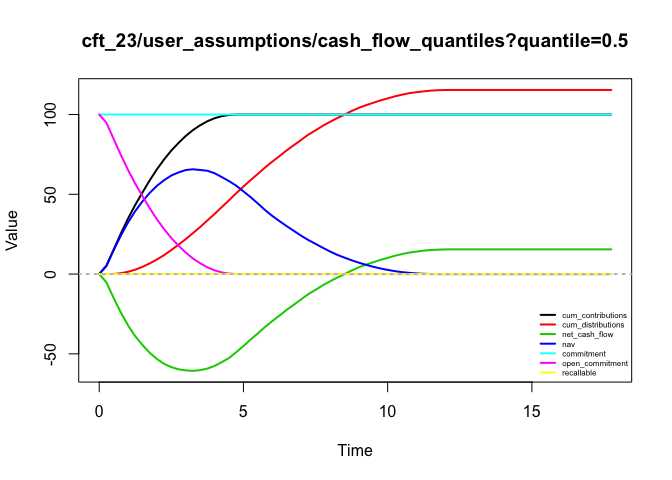 cft_23/user_assumptions/cash_flow_quantiles?quantile=0.5
Value
100
50
0
-50
cum_contributions
cum_distributions
net_cash_flow
nav
commitment
open_commitment
recallable
0 5 10 15
Time